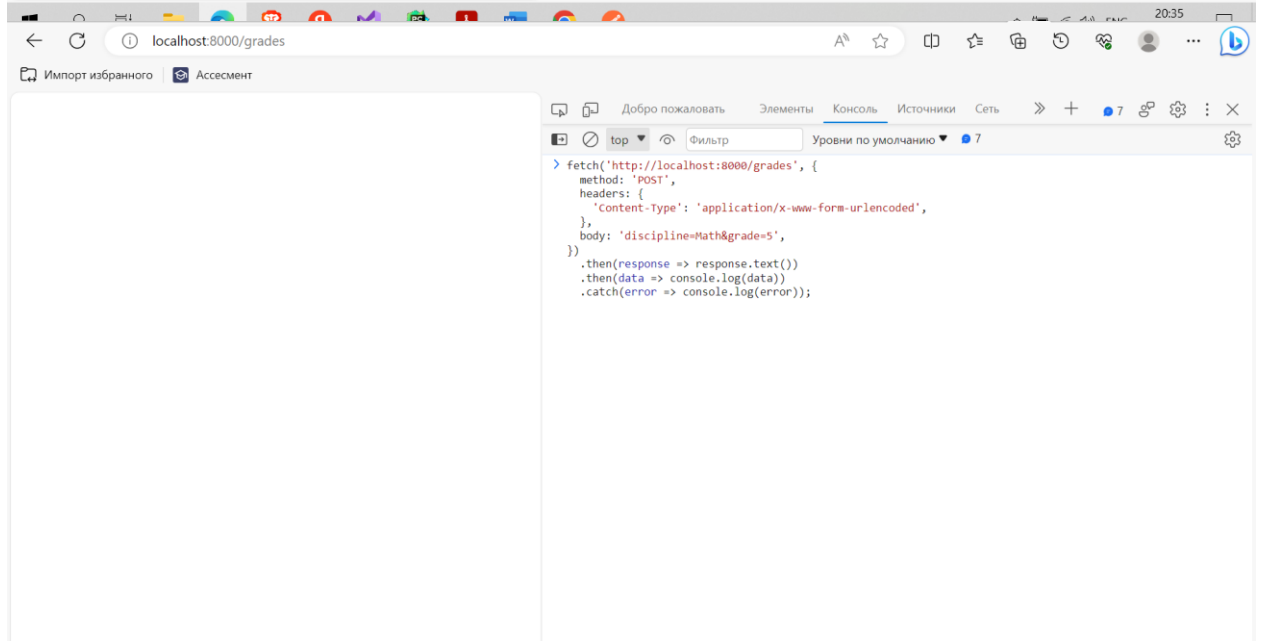 20:35
localhost:8000/grades
Импорт избранного Ассесмент
Добро пожаловать Элементы Консоль Источники Сеть 7
top Фильтр Уровни по умолчанию 7
fetch('http://localhost:8000/grades', {
method: 'POST',
headers: {
'Content-Type': 'application/x-www-form-urlencoded',
},
body: 'discipline=Math&grade=5',
})
.then(response => response.text())
.then(data => console.log(data))
.catch(error => console.log(error));